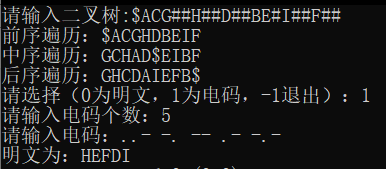 请输入二叉树:$ACG##H##D##BE#I##F##
前序遍历：$ACGHDBEIF
中序遍历：GCHAD$EIBF
后序遍历：GHCDAIEFB$
请选择（0为明文，1为电码，-1退出）：1
请输入电码个数：5
请输入电码：..- -. -- .- -.-
明文为：HEFDI